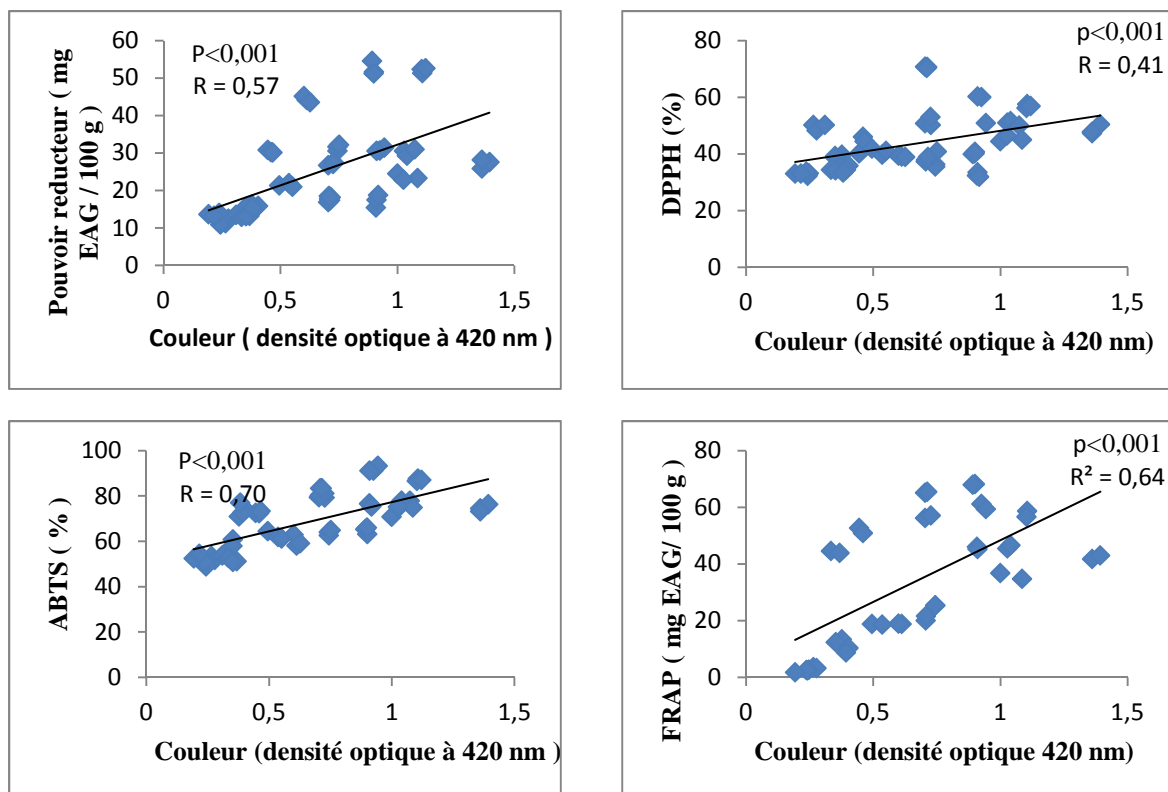 P<0,001
R = 0,57
Pouvoir reducteur ( mg
EAG / 100 g )
60
50
40
30
20
10
0
0
0,5
1
1,5
Couleur ( densité optique à 420 nm )
p<0,001
R = 0,41
DPPH (%)
80
60
40
20
0
0
0,5
1
1,5
Couleur (densité optique à 420 nm)
P<0,001
R = 0,70
ABTS ( % )
100
80
60
40
20
0
0
0,5
1
1,5
Couleur (densité optique à 420 nm )
p<0,001
R² = 0,64
FRAP ( mg EAG/ 100 g)
80
60
40
20
0
0
0,5
1
1,5
Couleur (densité optique 420 nm)